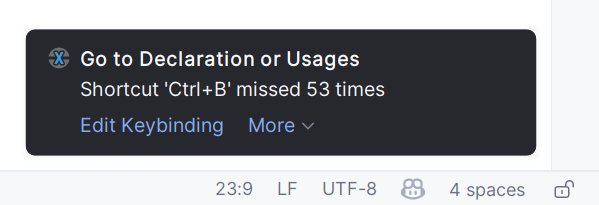 Go to Declaration or Usages
Shortcut 'Ctrl+B' missed 53 times
Edit Keybinding More
23:9 LF UTF-8 4 spaces